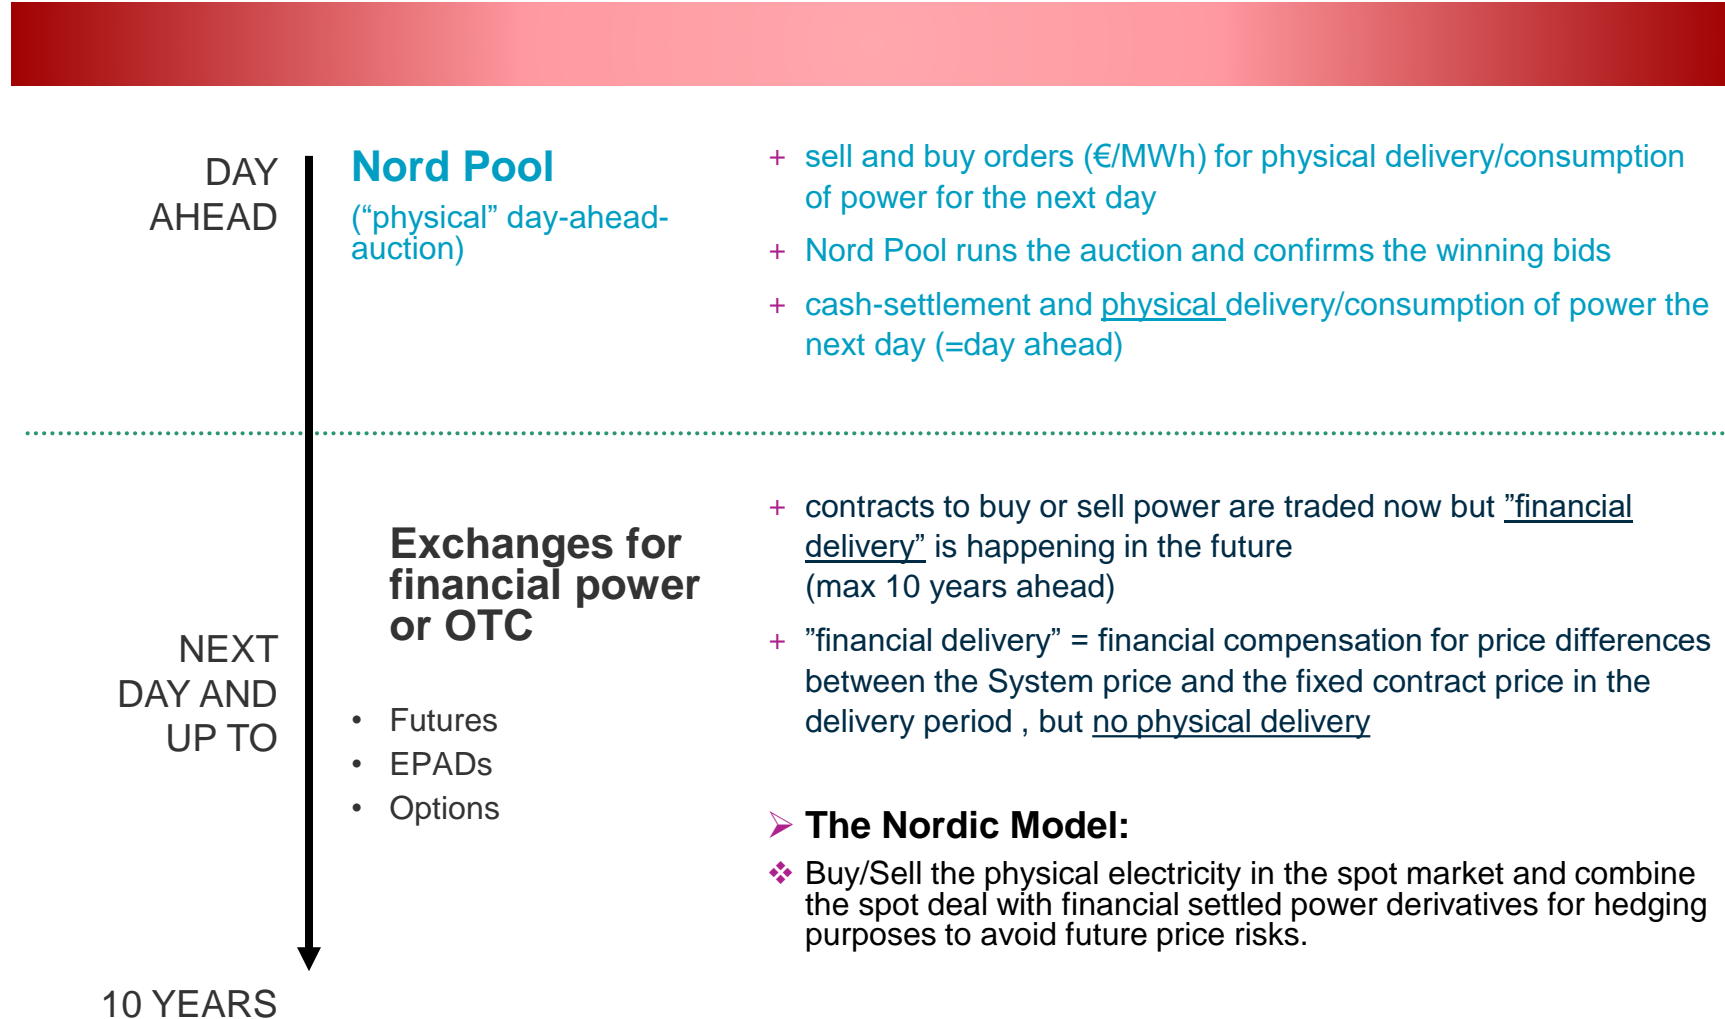 DAY
AHEAD
Nord Pool
(“physical” day-ahead-
auction)
+ sell and buy orders (€/MWh) for physical delivery/consumption
of power for the next day
+ Nord Pool runs the auction and confirms the winning bids
+ cash-settlement and physical delivery/consumption of power the
next day (=day ahead)
NEXT
DAY AND
UP TO
10 YEARS
Exchanges for
financial power
or OTC
• Futures
• EPADs
• Options
+ contracts to buy or sell power are traded now but ”financial
delivery” is happening in the future
(max 10 years ahead)
+ ”financial delivery” = financial compensation for price differences
between the System price and the fixed contract price in the
delivery period , but no physical delivery
➢ The Nordic Model:
❖ Buy/Sell the physical electricity in the spot market and combine
the spot deal with financial settled power derivatives for hedging
purposes to avoid future price risks.